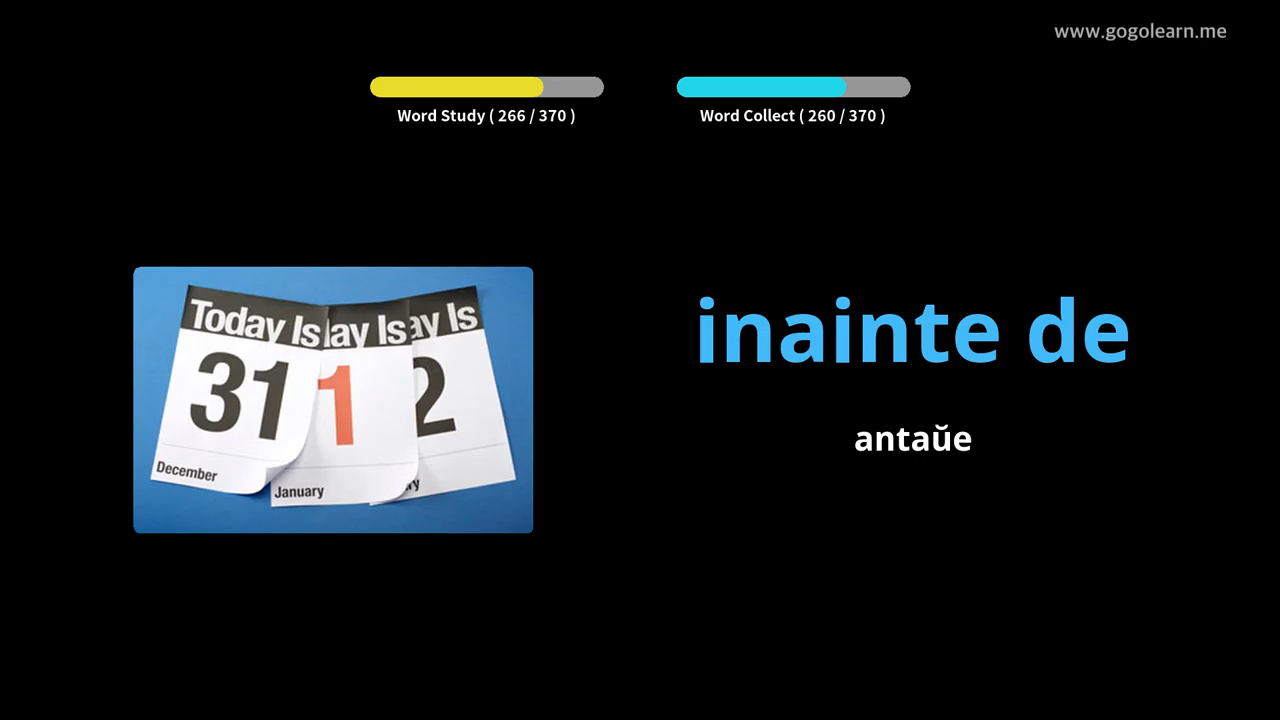 www.gogolearn.me
Word Study ( 266 / 370 )
Word Collect ( 260 / 370 )
Today Is
ay Is
ay Is
31
1
2
December
January
ry
inainte de
antaŭe